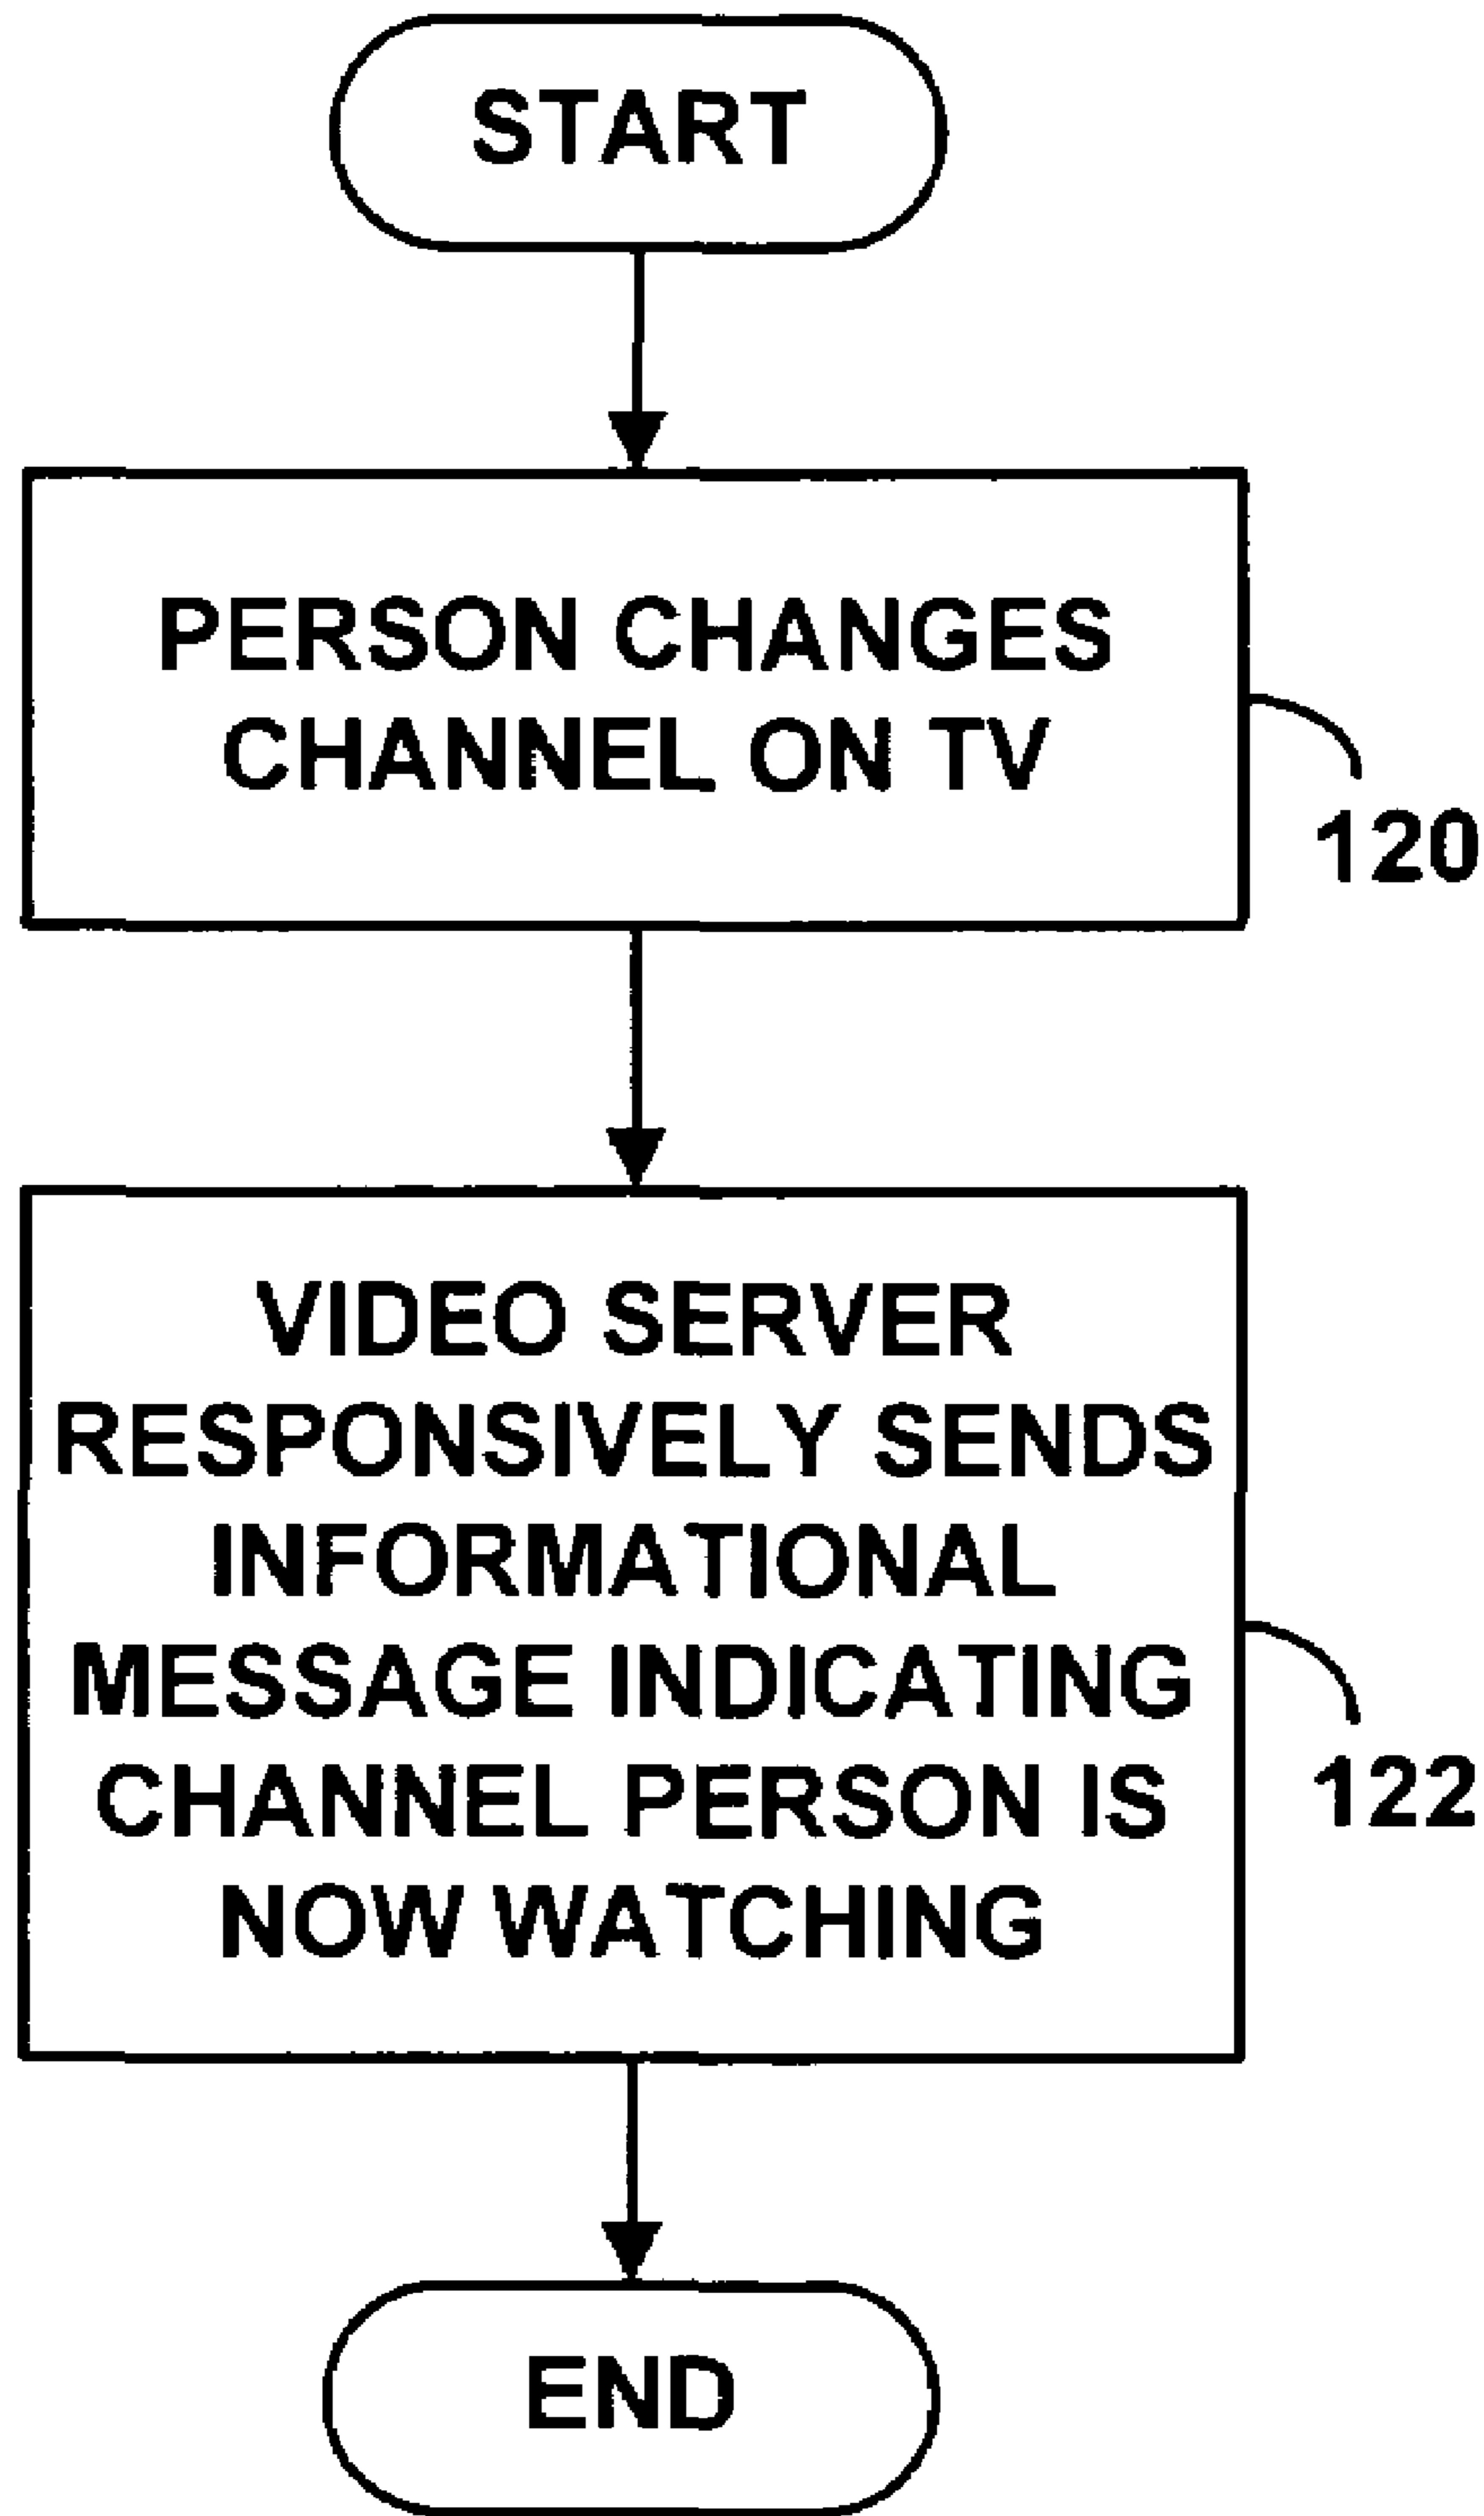 START
PERSON CHANGES
CHANNEL ON TV
120
VIDEO SERVER
RESPONSIVELY SENDS
INFORMATIONAL
MESSAGE INDICATING
CHANNEL PERSON IS
NOW WATCHING
122
END